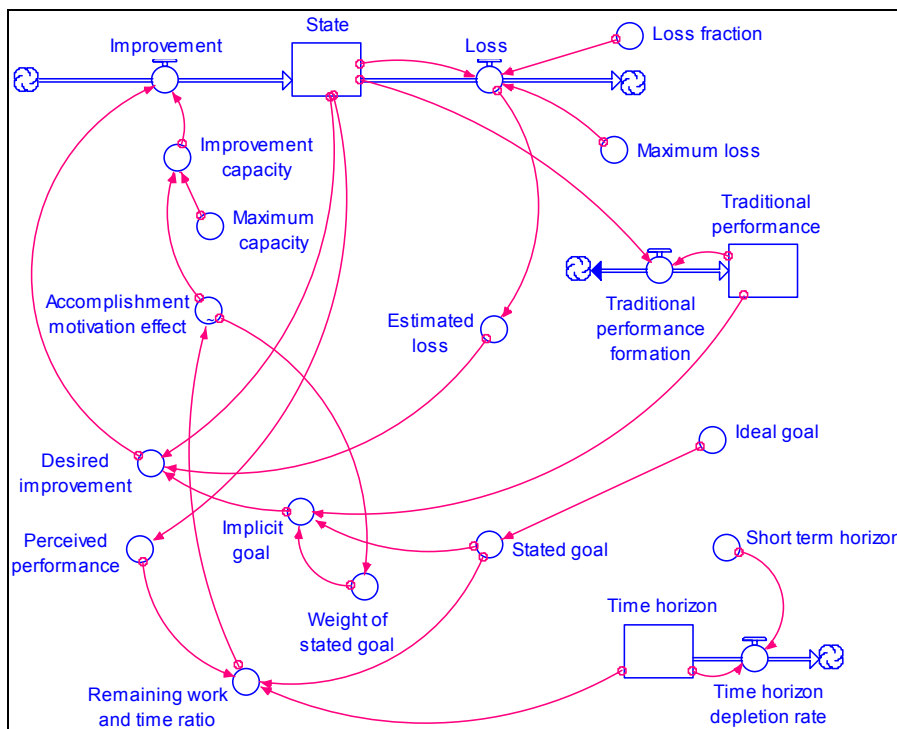 State
Improvement
Loss
Loss fraction
Improvement
capacity
Maximum loss
Maximum
capacity
Traditional
performance
Accomplishment
motivation effect
Estimated
loss
Traditional
performance
formation
~
Ideal goal
Desired
improvement
Implicit
goal
Stated goal
Short term horizon
Perceived
performance
Weight of
stated goal
Time horizon
Remaining work
and time ratio
Time horizon
depletion rate